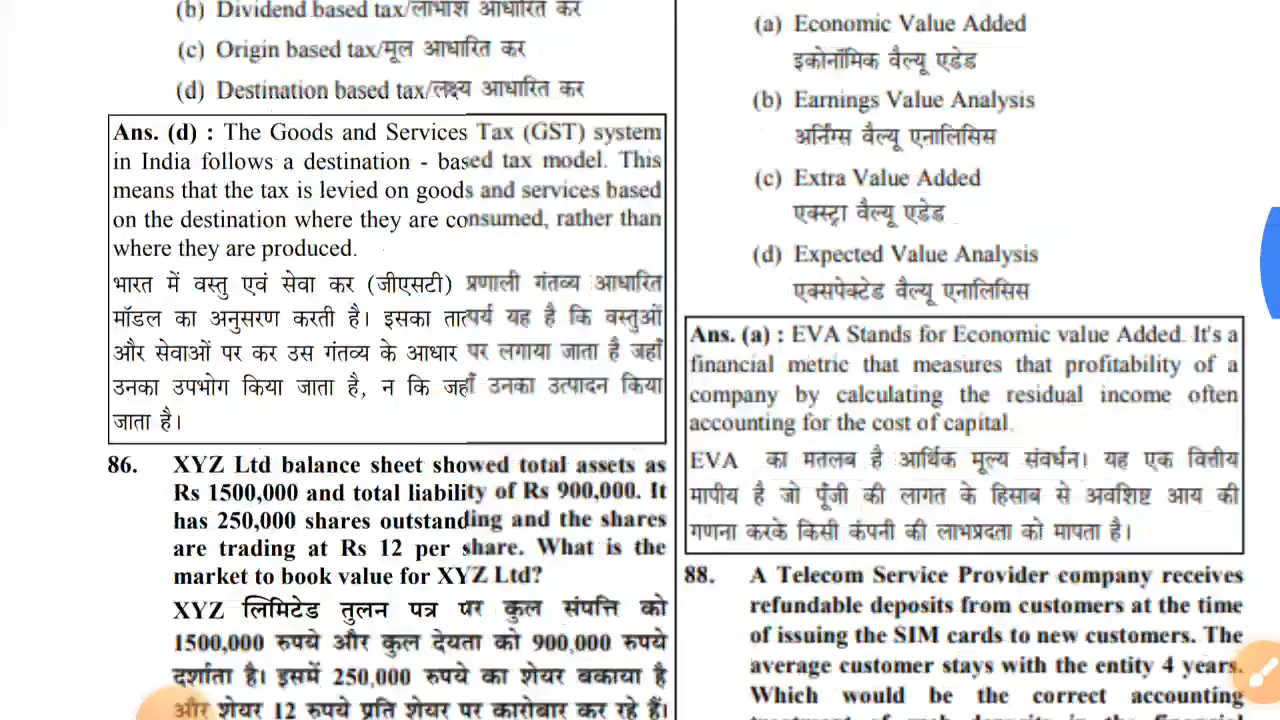 (b) Dividend based tax/लाभांश आधारित कर
(c) Origin based tax/मूल आधारित कर
(d) Destination based tax/लक्ष्य आधारित कर
Ans. (d) : The Goods and Services Tax (GST) system
in India follows a destination - based tax model. This
means that the tax is levied on goods and services based
on the destination where they are consumed, rather than
where they are produced.
भारत में वस्तु एवं सेवा कर (जीएसटी) प्रणाली गंतव्य आधारित
मॉडल का अनुसरण करती है। इसका तात्पर्य यह है कि वस्तुओं
और सेवाओं पर कर उस गंतव्य के आधार पर लगाया जाता है जहाँ
उनका उपभोग किया जाता है, न कि जहाँ उनका उत्पादन किया
जाता है।
86. XYZ Ltd balance sheet showed total assets as
Rs 1500,000 and total liability of Rs 900,000. It
has 250,000 shares outstanding and the shares
are trading at Rs 12 per share. What is the
market to book value for XYZ Ltd?
XYZ लिमिटेड तुलन पत्र पर कुल संपत्ति को
1500,000 रुपये और कुल देयता को 900,000 रुपये
दर्शाता है। इसमें 250,000 रुपये का शेयर बकाया है
और शेयर 12 रुपये प्रति शेयर पर कारोबार कर रहे हैं।
(a) Economic Value Added
इकोनॉमिक वैल्यू एडेड
(b) Earnings Value Analysis
अर्निंग्स वैल्यू एनालिसिस
(c) Extra Value Added
एक्स्ट्रा वैल्यू एडेड
(d) Expected Value Analysis
एक्सपेक्टेड वैल्यू एनालिसिस
Ans. (a) : EVA Stands for Economic value Added. It's a
financial metric that measures that profitability of a
company by calculating the residual income often
accounting for the cost of capital.
EVA का मतलब है आर्थिक मूल्य संवर्धन। यह एक वित्तीय
मापीय है जो पूँजी की लागत के हिसाब से अवशिष्ट आय की
गणना करके किसी कंपनी की लाभप्रदता को मापता है।
88. A Telecom Service Provider company receives
refundable deposits from customers at the time
of issuing the SIM cards to new customers. The
average customer stays with the entity 4 years.
Which would be the correct accounting
treatment of such deposits in the financial